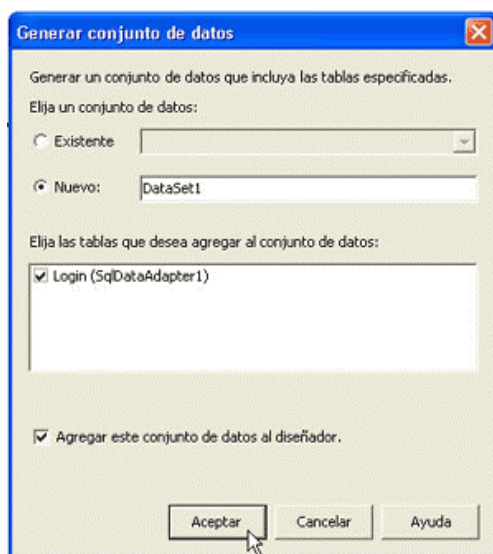 Generar conjunto de datos
Generar un conjunto de datos que incluya las tablas especificadas.
Elija un conjunto de datos:
Existente
Nuevo: DataSet1
Elija las tablas que desea agregar al conjunto de datos:
Login (SqlDataAdapter1)
Agregar este conjunto de datos al diseñador.
Aceptar Cancelar Ayuda